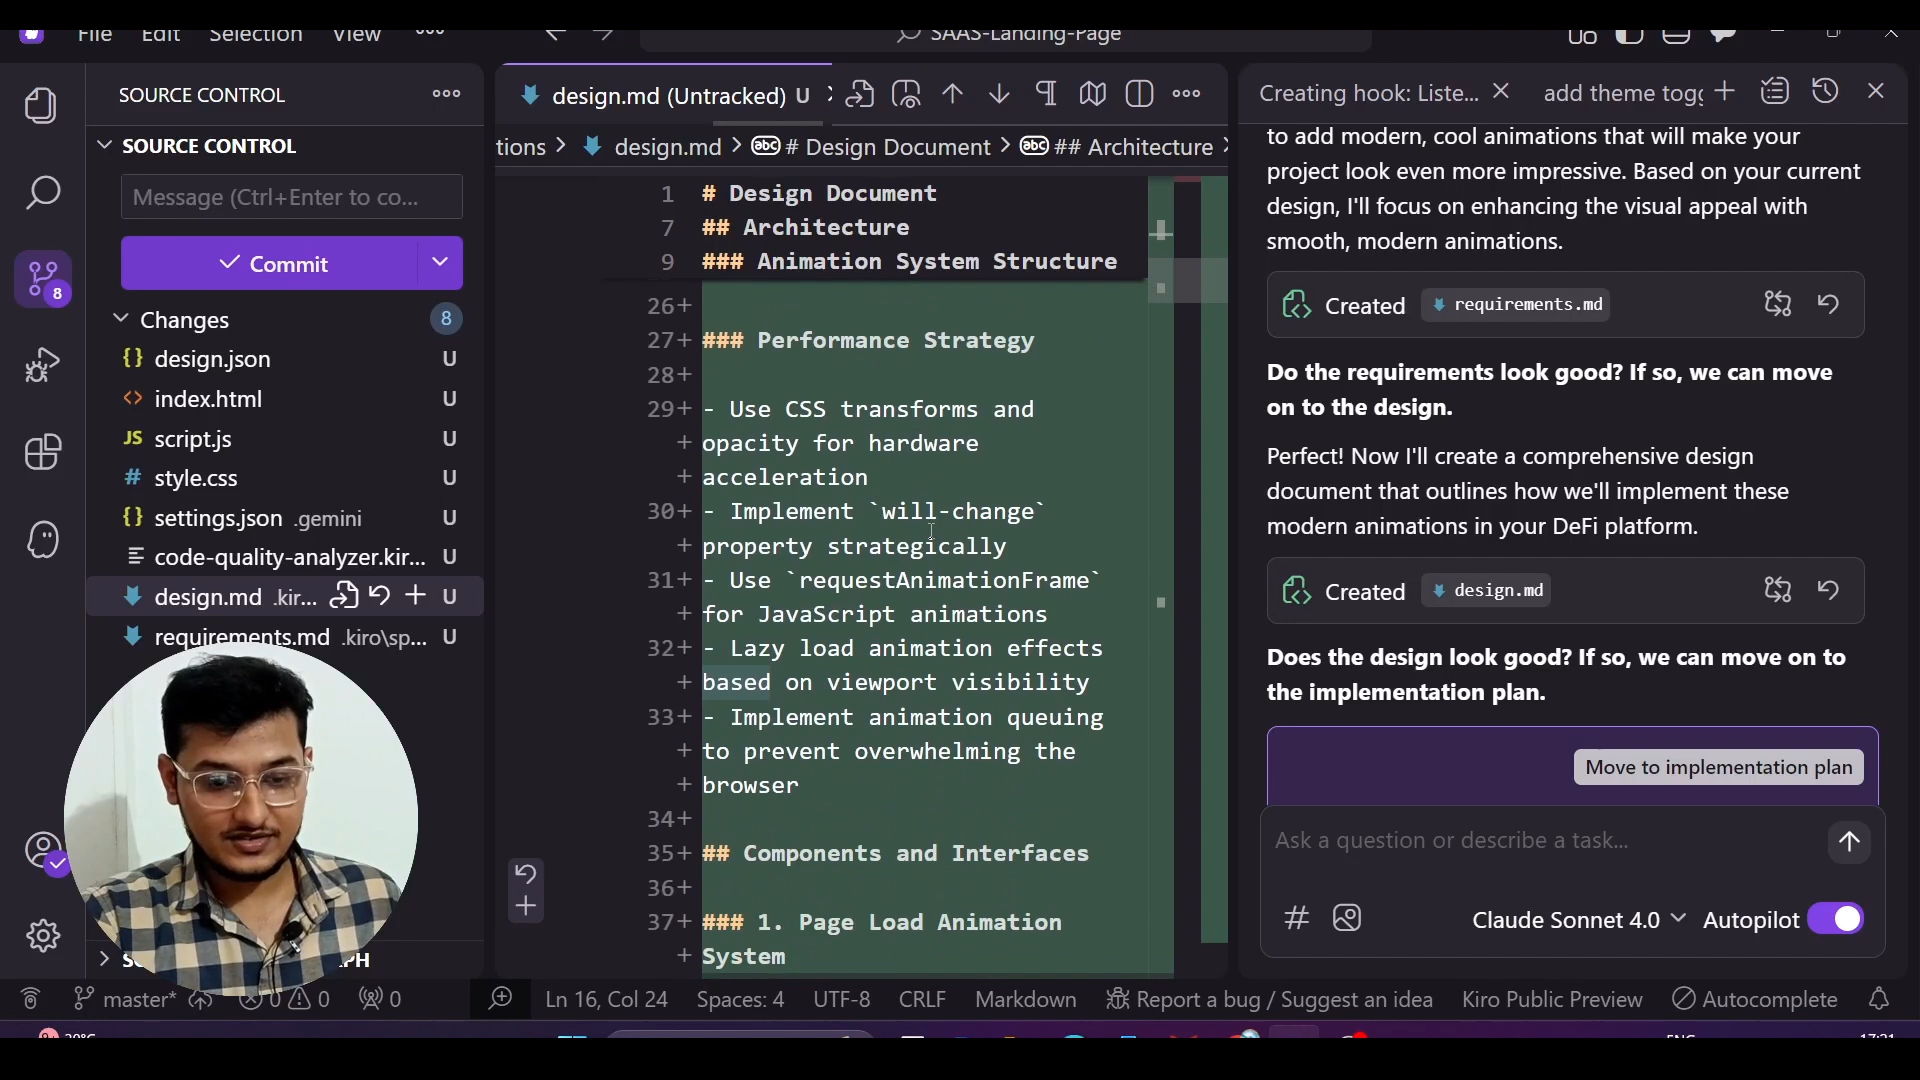 File Edit Selection View
SAAS-Landing-Page
SOURCE CONTROL
SOURCE CONTROL
Message (Ctrl+Enter to co...
Commit
Changes 8
design.json U
index.html U
script.js U
style.css U
settings.json .gemini U
code-quality-analyzer.kir... U
design.md .kir... U
requirements.md .kiro\sp... U
8
design.md (Untracked) U
tions > design.md > # Design Document > ## Architecture >
1 # Design Document
7 ## Architecture
9 ### Animation System Structure
26+
27+ ### Performance Strategy
28+
29+ - Use CSS transforms and
+ opacity for hardware
+ acceleration
30+ - Implement `will-change`
+ property strategically
31+ - Use `requestAnimationFrame`
+ for JavaScript animations
32+ - Lazy load animation effects
+ based on viewport visibility
33+ - Implement animation queuing
+ to prevent overwhelming the
+ browser
34+
35+ ## Components and Interfaces
36+
37+ ### 1. Page Load Animation
+ System
Creating hook: Liste... add theme togg
to add modern, cool animations that will make your
project look even more impressive. Based on your current
design, I'll focus on enhancing the visual appeal with
smooth, modern animations.
Created requirements.md
Do the requirements look good? If so, we can move
on to the design.
Perfect! Now I'll create a comprehensive design
document that outlines how we'll implement these
modern animations in your DeFi platform.
Created design.md
Does the design look good? If so, we can move on to
the implementation plan.
Move to implementation plan
Ask a question or describe a task...
# Claude Sonnet 4.0 Autopilot
master* 0 0 0 Ln 16, Col 24 Spaces: 4 UTF-8 CRLF Markdown Report a bug / Suggest an idea Kiro Public Preview Autocomplete